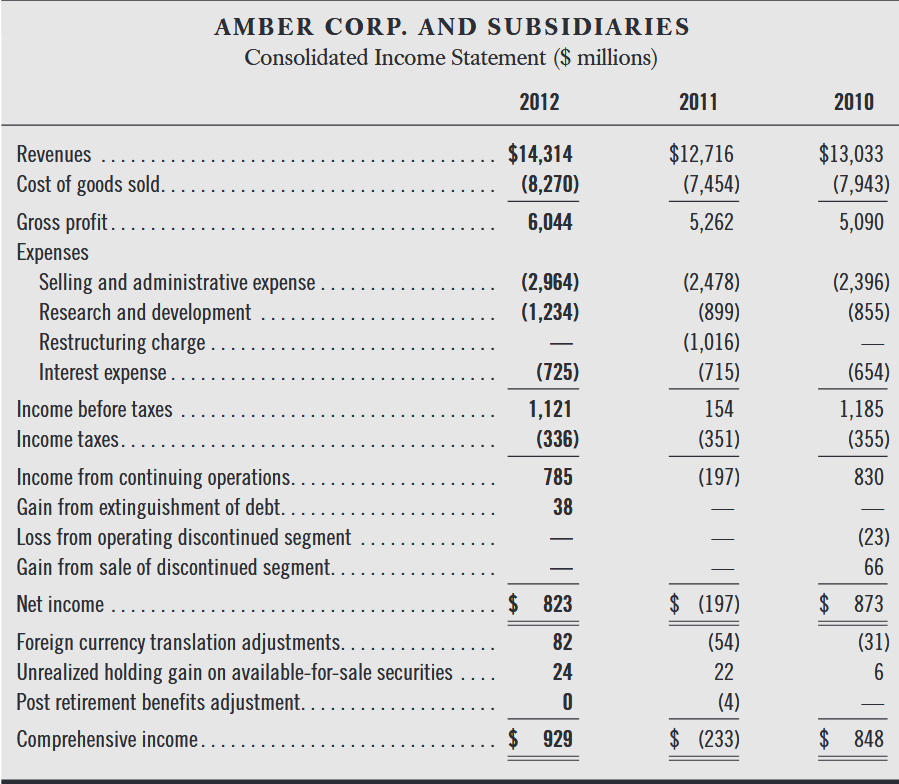 AMBER CORP. AND SUBSIDIARIES
Consolidated Income Statement ($ millions)
2012 2011 2010
Revenues ........................................ $14,314 $12,716 $13,033
Cost of goods sold................................... (8,270) (7,454) (7,943)
Gross profit........................................ 6,044 5,262 5,090
Expenses
Selling and administrative expense .................. (2,964) (2,478) (2,396)
Research and development ........................ (1,234) (899) (855)
Restructuring charge ............................. — (1,016) —
Interest expense ................................. (725) (715) (654)
Income before taxes ................................ 1,121 154 1,185
Income taxes...................................... (336) (351) (355)
Income from continuing operations..................... 785 (197) 830
Gain from extinguishment of debt...................... 38 — —
Loss from operating discontinued segment .............. — — (23)
Gain from sale of discontinued segment................. — — 66
Net income ....................................... $ 823 $ (197) $ 873
Foreign currency translation adjustments................ 82 (54) (31)
Unrealized holding gain on available-for-sale securities .... 24 22 6
Post retirement benefits adjustment.................... 0 (4) —
Comprehensive income.............................. $ 929 $ (233) $ 848